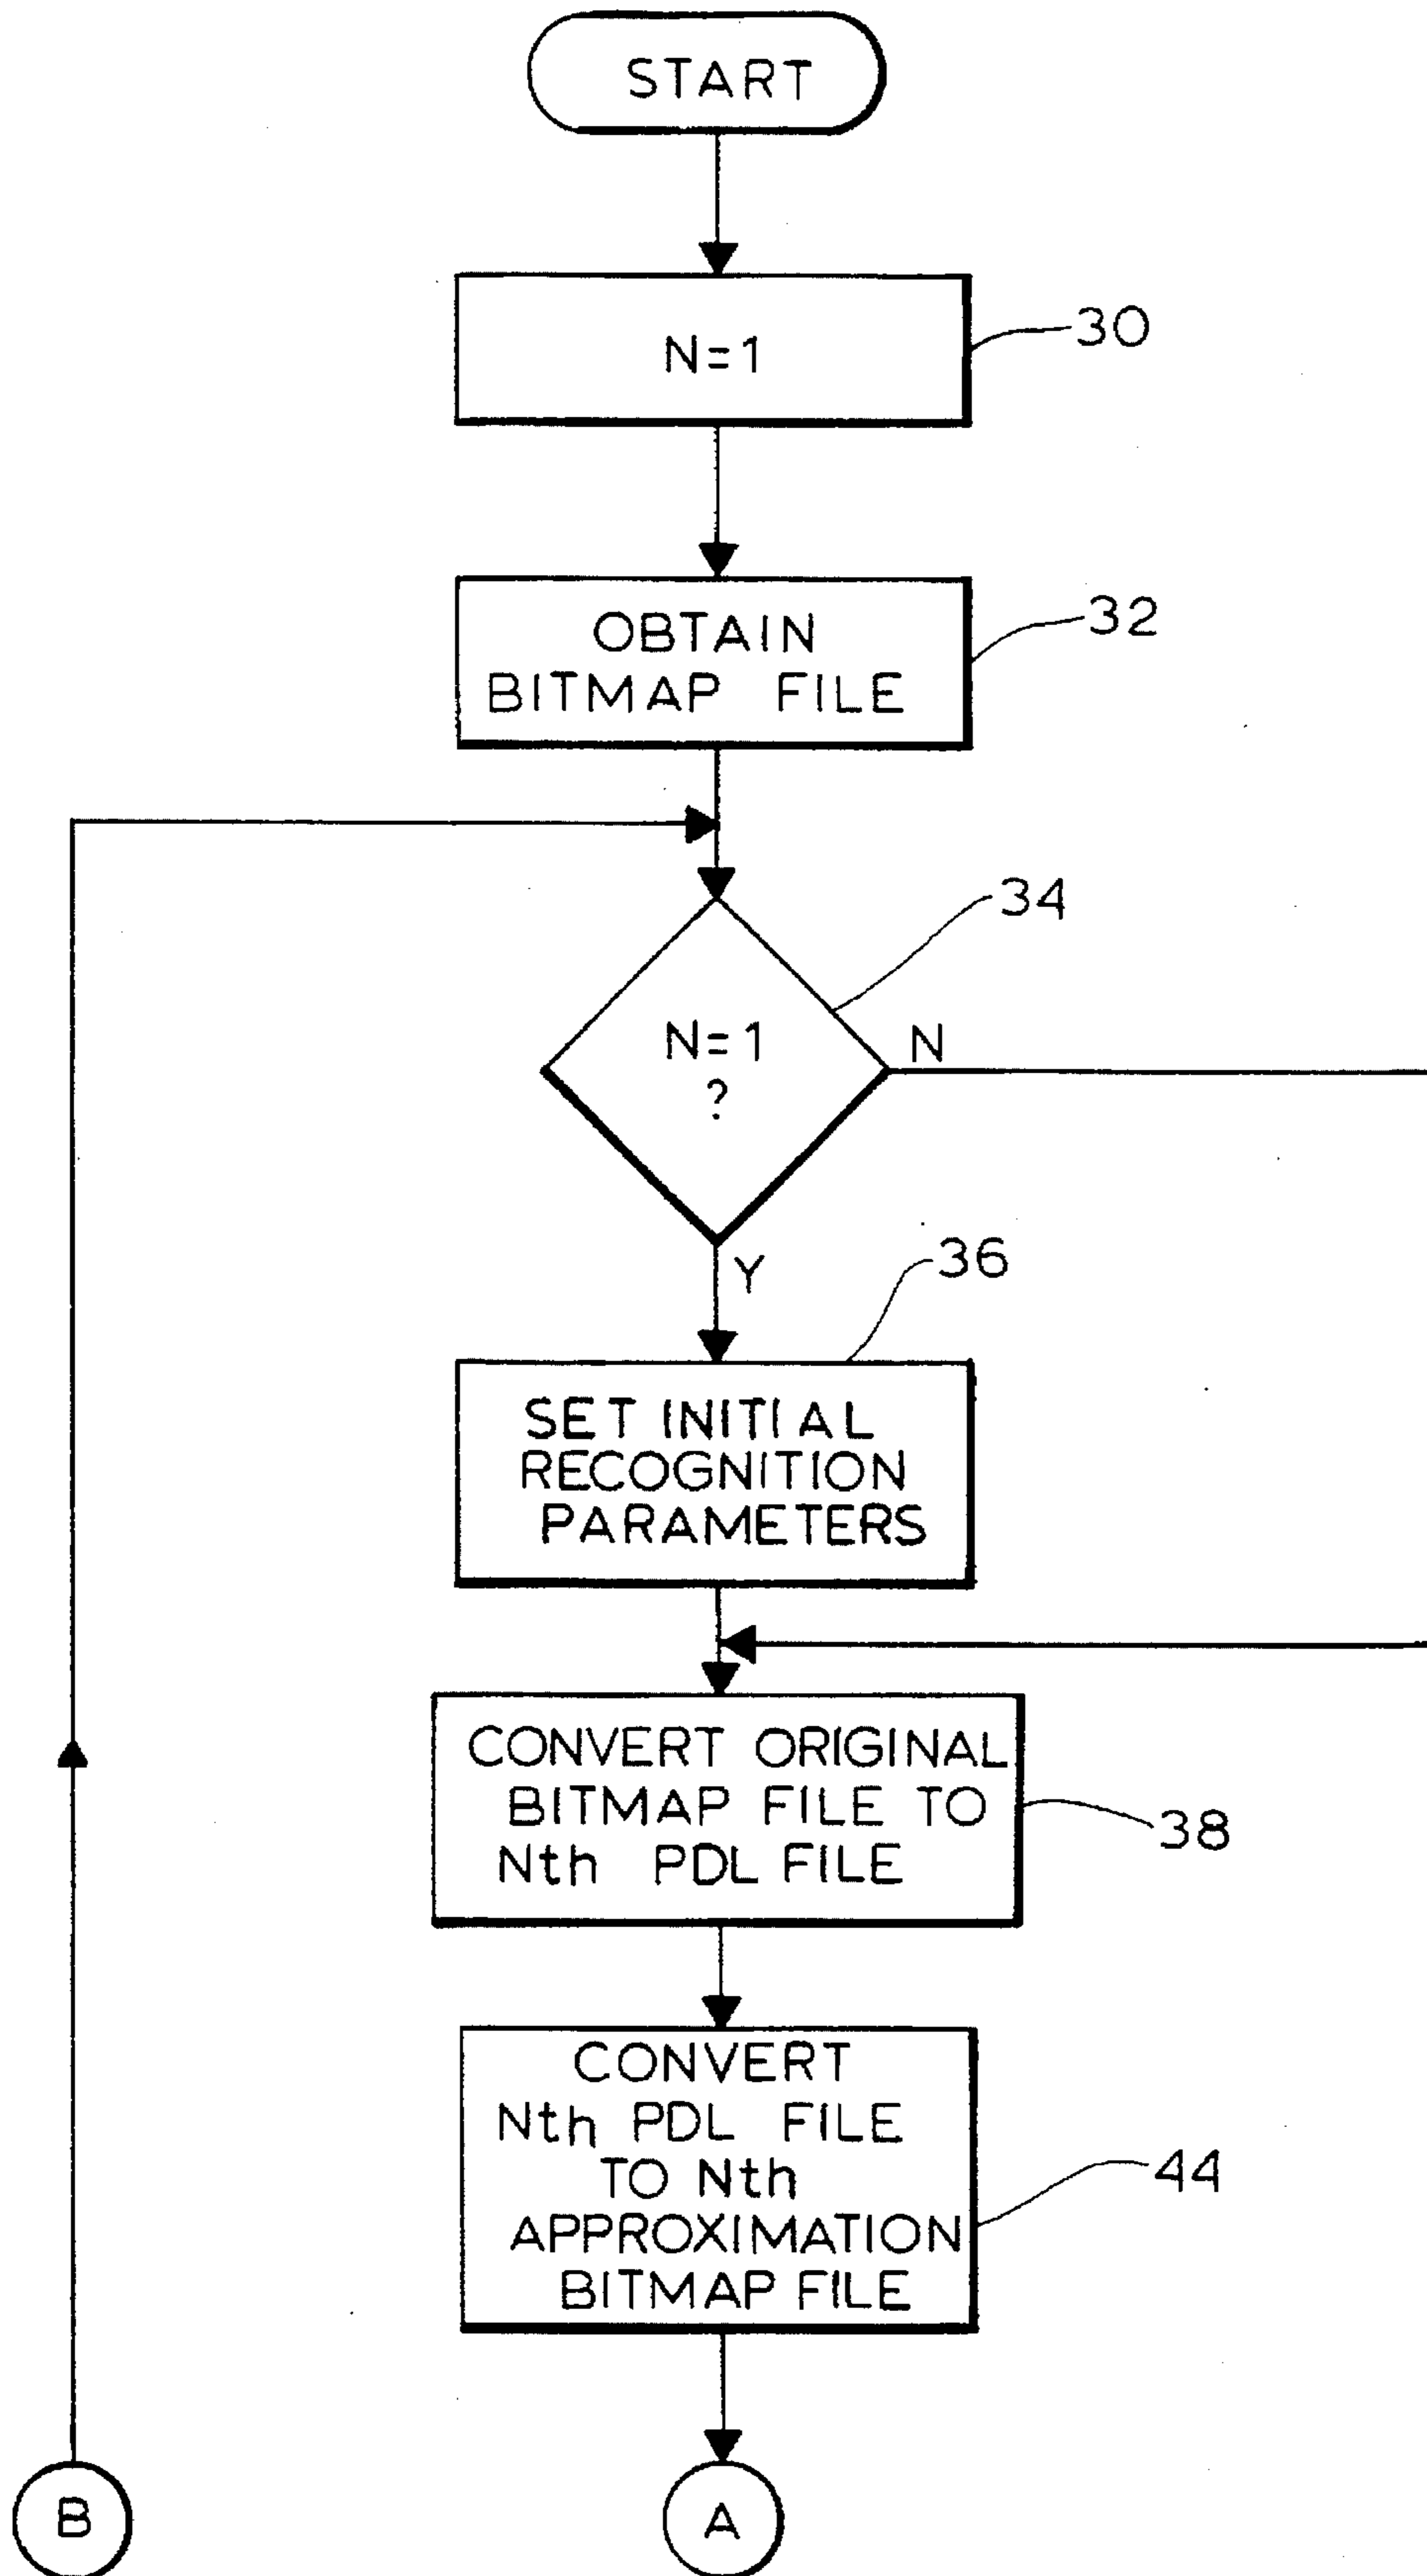 START
N=1
30
OBTAIN
BITMAP FILE
32
34
N=1
?
N
Y
36
SET INITIAL
RECOGNITION
PARAMETERS
CONVERT ORIGINAL
BITMAP FILE TO
Nth PDL FILE
38
CONVERT
Nth PDL FILE
TO Nth
APPROXIMATION
BITMAP FILE
44
B
A